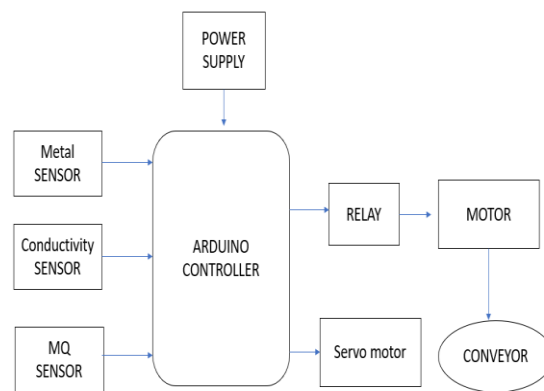 POWER
SUPPLY
Metal
SENSOR
Conductivity
SENSOR
MQ
SENSOR
ARDUINO
CONTROLLER
RELAY
MOTOR
Servo motor
CONVEYOR